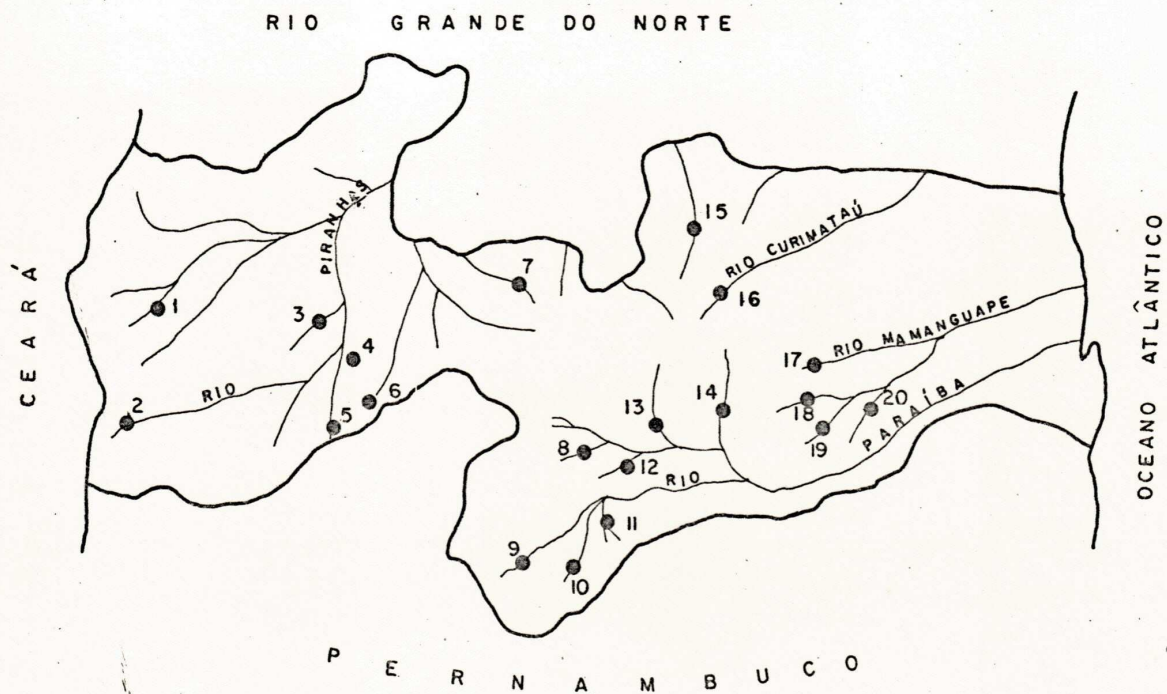 RIO GRANDE DO NORTE
CEARÁ
OCEANO ATLÂNTICO
PERNAMBUCO
PIRANHAS
RIO
RIO CURIMATAÚ
RIO MAMANGUAPE
RIO PARAÍBA
1
2
3
4
5
6
7
8
9
10
11
12
13
14
15
16
17
18
19
20